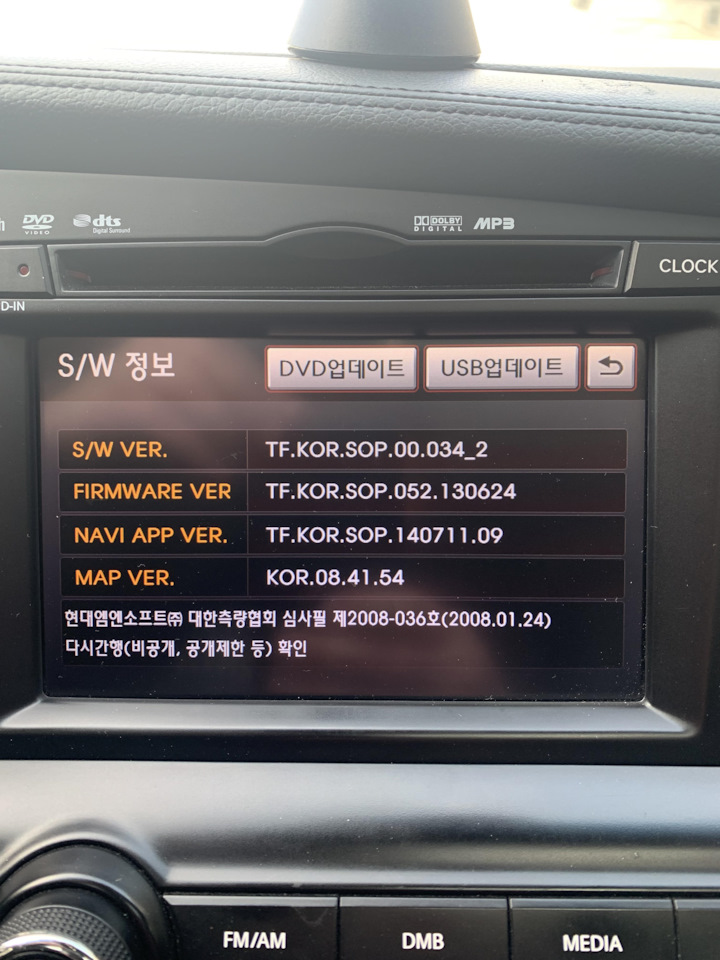 DVD
VIDEO
dts
Digital Surround
DOLBY
DIGITAL
MP3
CLOCK
D-IN
S/W 정보
DVD업데이트
USB업데이트
S/W VER. TF.KOR.SOP.00.034_2
FIRMWARE VER TF.KOR.SOP.052.130624
NAVI APP VER. TF.KOR.SOP.140711.09
MAP VER. KOR.08.41.54
현대엠엔소프트㈜ 대한측량협회 심사필 제2008-036호(2008.01.24)
다시간행(비공개, 공개제한 등) 확인
FM/AM
DMB
MEDIA